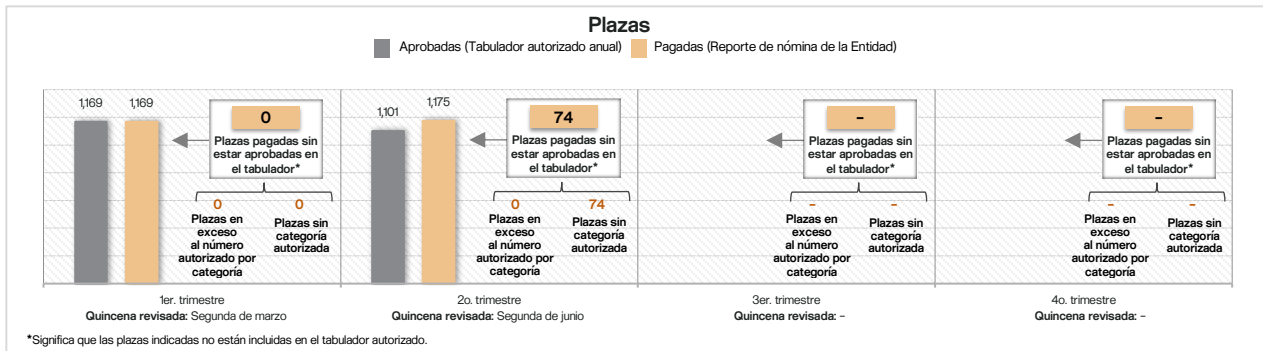 Plazas
Aprobadas (Tabulador autorizado anual)
Pagadas (Reporte de nómina de la Entidad)
1,169
1,169
0
Plazas pagadas sin
estar aprobadas en
el tabulador*
0
0
Plazas en
exceso
al número
autorizado por
categoría
Plazas sin
categoría
autorizada
1er. trimestre
Quincena revisada: Segunda de marzo
1,101
1,175
74
Plazas pagadas sin
estar aprobadas en
el tabulador*
0
74
Plazas en
exceso
al número
autorizado por
categoría
Plazas sin
categoría
autorizada
2o. trimestre
Quincena revisada: Segunda de junio
-
Plazas pagadas sin
estar aprobadas en
el tabulador*
-
-
Plazas en
exceso
al número
autorizado por
categoría
Plazas sin
categoría
autorizada
3er. trimestre
Quincena revisada: -
-
Plazas pagadas sin
estar aprobadas en
el tabulador*
-
-
Plazas en
exceso
al número
autorizado por
categoría
Plazas sin
categoría
autorizada
4o. trimestre
Quincena revisada: -
*Significa que las plazas indicadas no están incluidas en el tabulador autorizado.